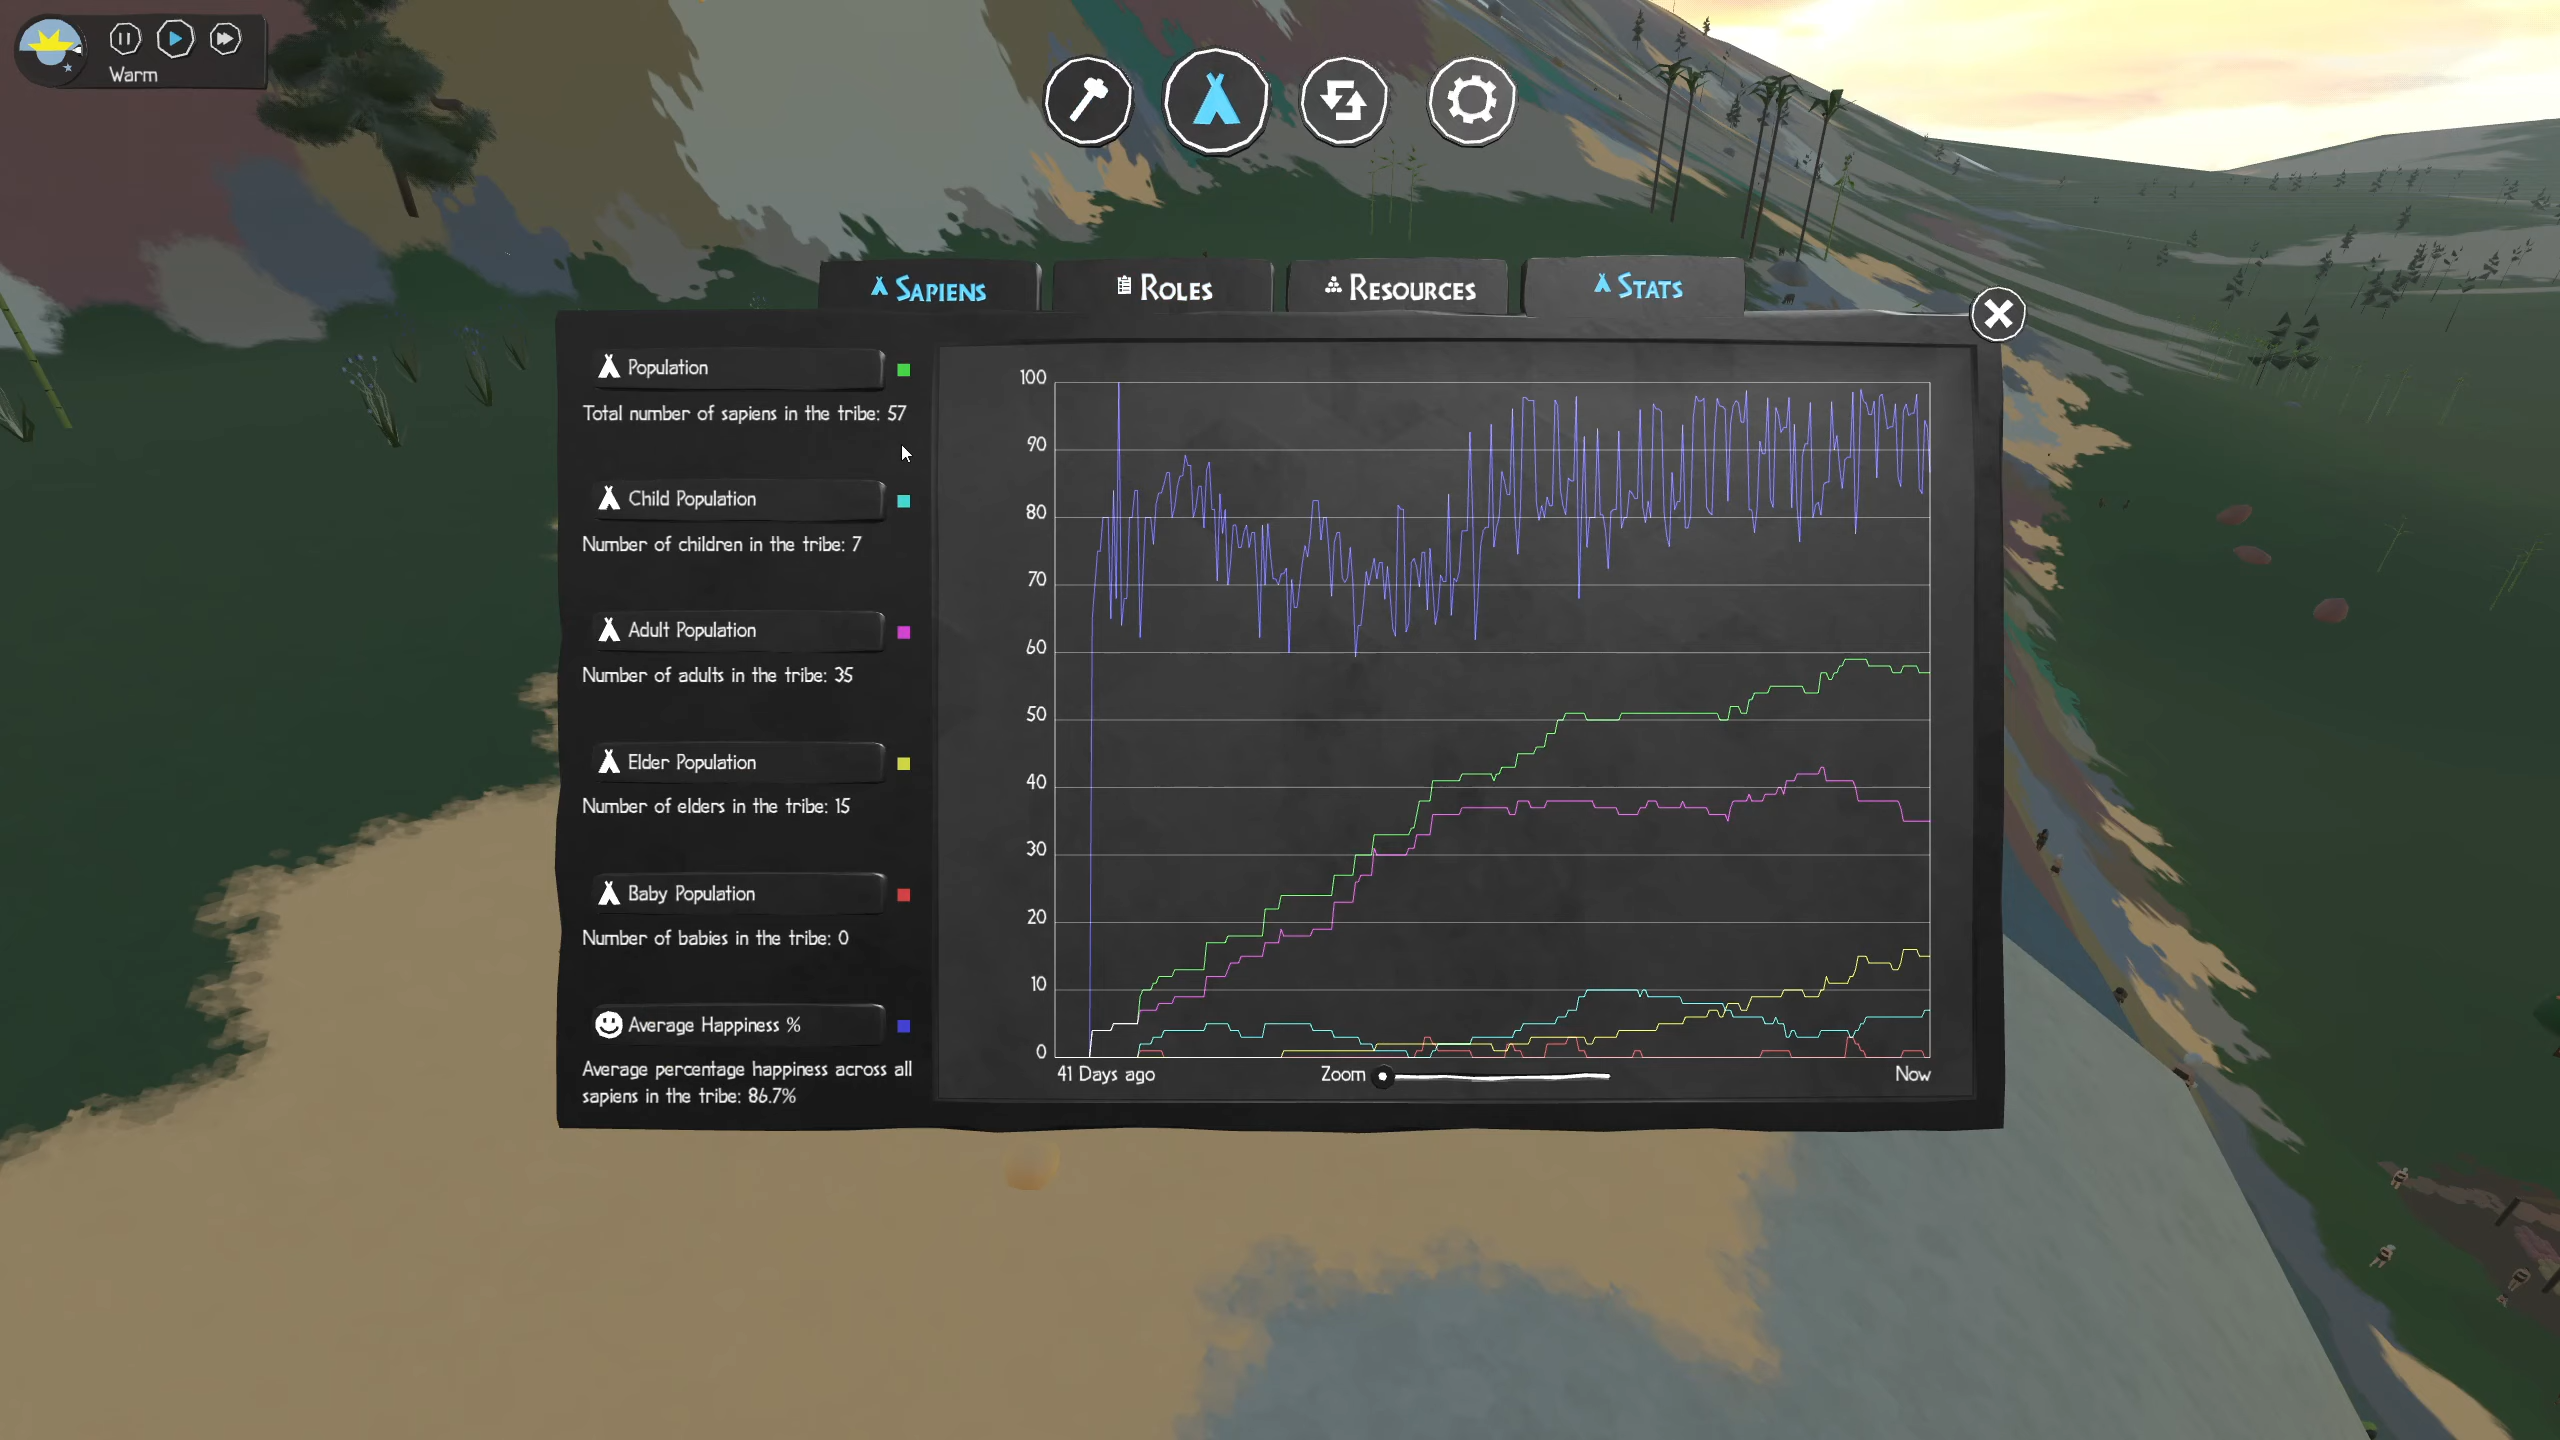 Warm
Sapiens
Roles
Resources
Stats
Population
Total number of sapiens in the tribe: 57
Child Population
Number of children in the tribe: 7
Adult Population
Number of adults in the tribe: 35
Elder Population
Number of elders in the tribe: 15
Baby Population
Number of babies in the tribe: 0
Average Happiness %
Average percentage happiness across all
sapiens in the tribe: 86.7%
100
90
80
70
60
50
40
30
20
10
0
41 Days ago
Zoom
Now